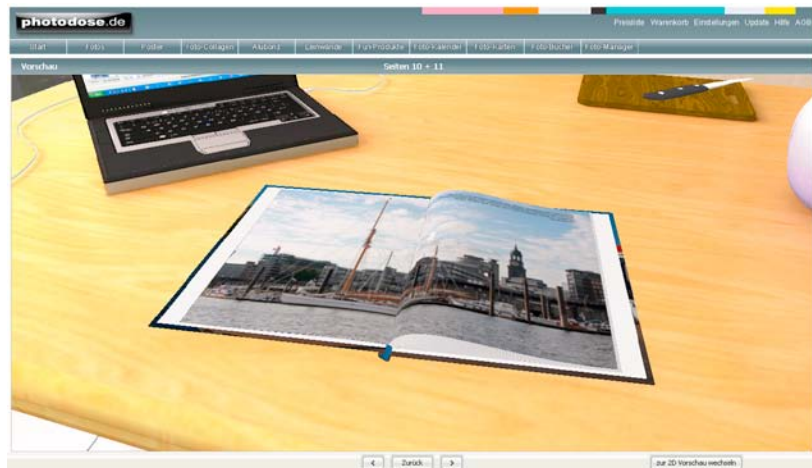 photodose.de
Preisliste Warenkorb Einstellungen Update Hilfe AGB
Start Fotos Poster Foto-Collagen Alubond Leinwände Fun-Produkte Foto-Kalender Foto-Karten Foto-Bücher Foto-Manager
Vorschau Seiten 10 + 11
< Zurück > zur 2D Vorschau wechseln